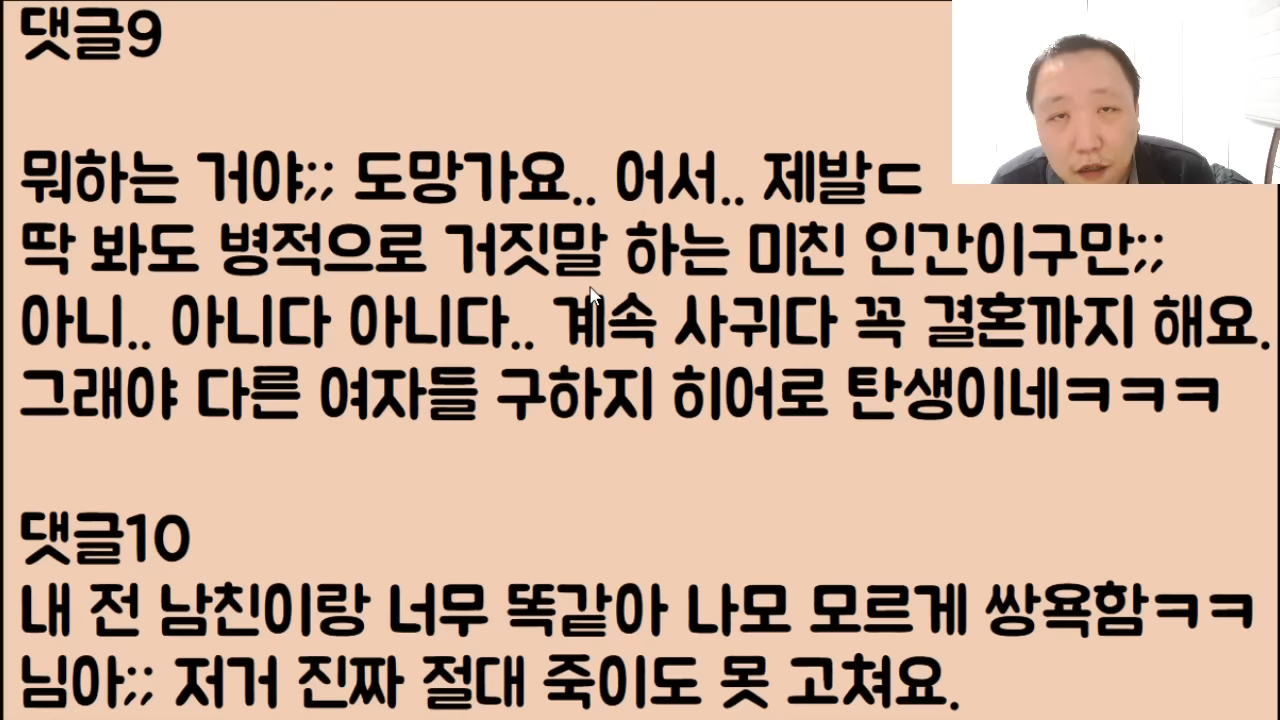 댓글9
뭐하는 거야;; 도망가요.. 어서.. 제발ㄷ
딱 봐도 병적으로 거짓말 하는 미친 인간이구만;;
아니.. 아니다 아니다.. 계속 사귀다 꼭 결혼까지 해요.
그래야 다른 여자들 구하지 히어로 탄생이네ㅋㅋㅋ
댓글10
내 전 남친이랑 너무 똑같아 나모 모르게 쌍욕함ㅋㅋ
님아;; 저거 진짜 절대 죽이도 못 고쳐요.